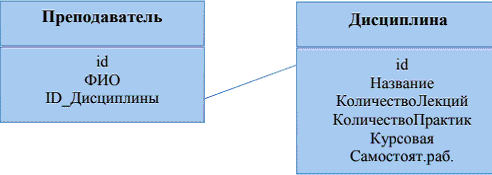 Преподаватель
id
ФИО
ID_Дисциплины
Дисциплина
id
Название
КоличествоЛекций
КоличествоПрактик
Курсовая
Самостоят.раб.